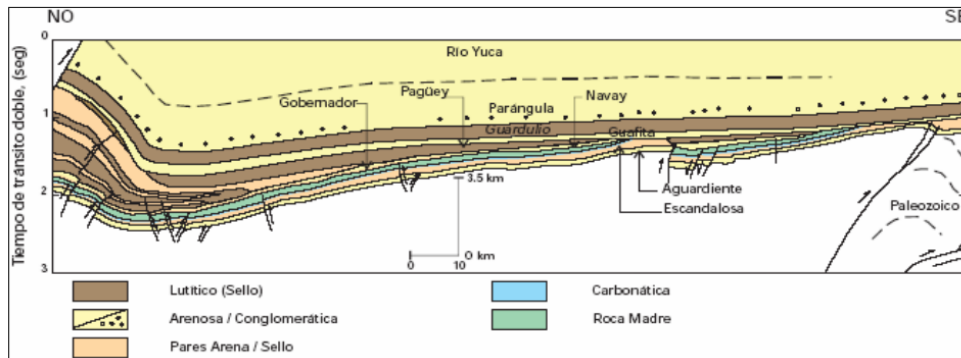 NO
SE
Tiempo de tránsito doble, (seg)
0
1
2
3
Río Yuca
Pagüey
Navay
Gobernador
Parángula
Guardulio
Guafita
3.5 km
Aguardiente
Escandalosa
Paleozoico
0 km
0 10
Lutítico (Sello)
Carbonática
Arenosa / Conglomerática
Roca Madre
Pares Arena / Sello